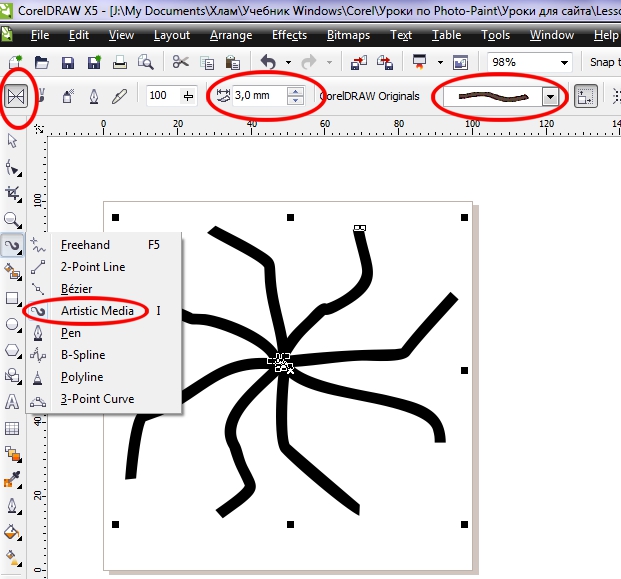 CorelDRAW X5 - [J:\My Documents\Хлам\Учебник Windows\Corel\Уроки по Photo-Paint\Уроки для сайта\Lesso
File Edit View Layout Arrange Effects Bitmaps Text Table Tools Window Help
98% Snap t
100 3,0 mm CorelDRAW Originals
0 20 40 60 80 100 120
100
Freehand F5
2-Point Line
Bézier
Artistic Media I
Pen
B-Spline
Polyline
3-Point Curve
40
20
0